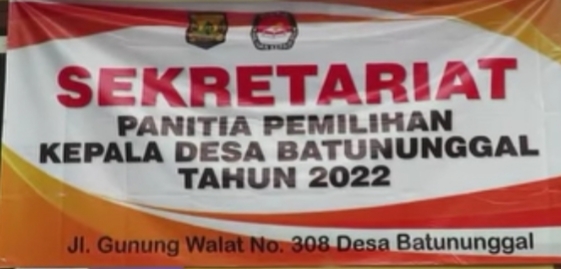 SEKRETARIAT
PANITIA PEMILIHAN
KEPALA DESA BATUNUNGGAL
TAHUN 2022
Jl. Gunung Walat No. 308 Desa Batununggal